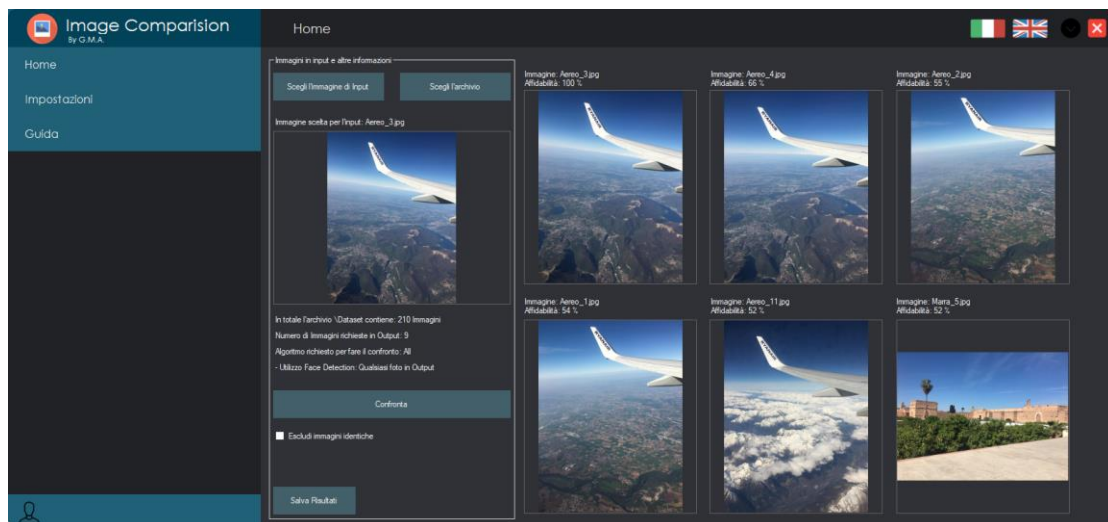 Image Comparision
By G.M.A.
Home
Home
Impostazioni
Guida
Immagini in input e altre informazioni
Scegli l'immagine di Input
Scegli l'archivio
Immagine scelta per l'input: Aereo_3.jpg
In totale l'archivio \Dataset contiene: 210 Immagini
Numero di Immagini richieste in Output: 9
Algoritmo richiesto per fare il confronto: All
- Utilizzo Face Detection: Qualsiasi foto in Output
Confronta
Escludi immagini identiche
Salva Risultati
Immagine: Aereo_3.jpg
Affidabilità: 100 %
Immagine: Aereo_4.jpg
Affidabilità: 66 %
Immagine: Aereo_2.jpg
Affidabilità: 55 %
Immagine: Aereo_1.jpg
Affidabilità: 54 %
Immagine: Aereo_11.jpg
Affidabilità: 52 %
Immagine: Marra_5.jpg
Affidabilità: 52 %